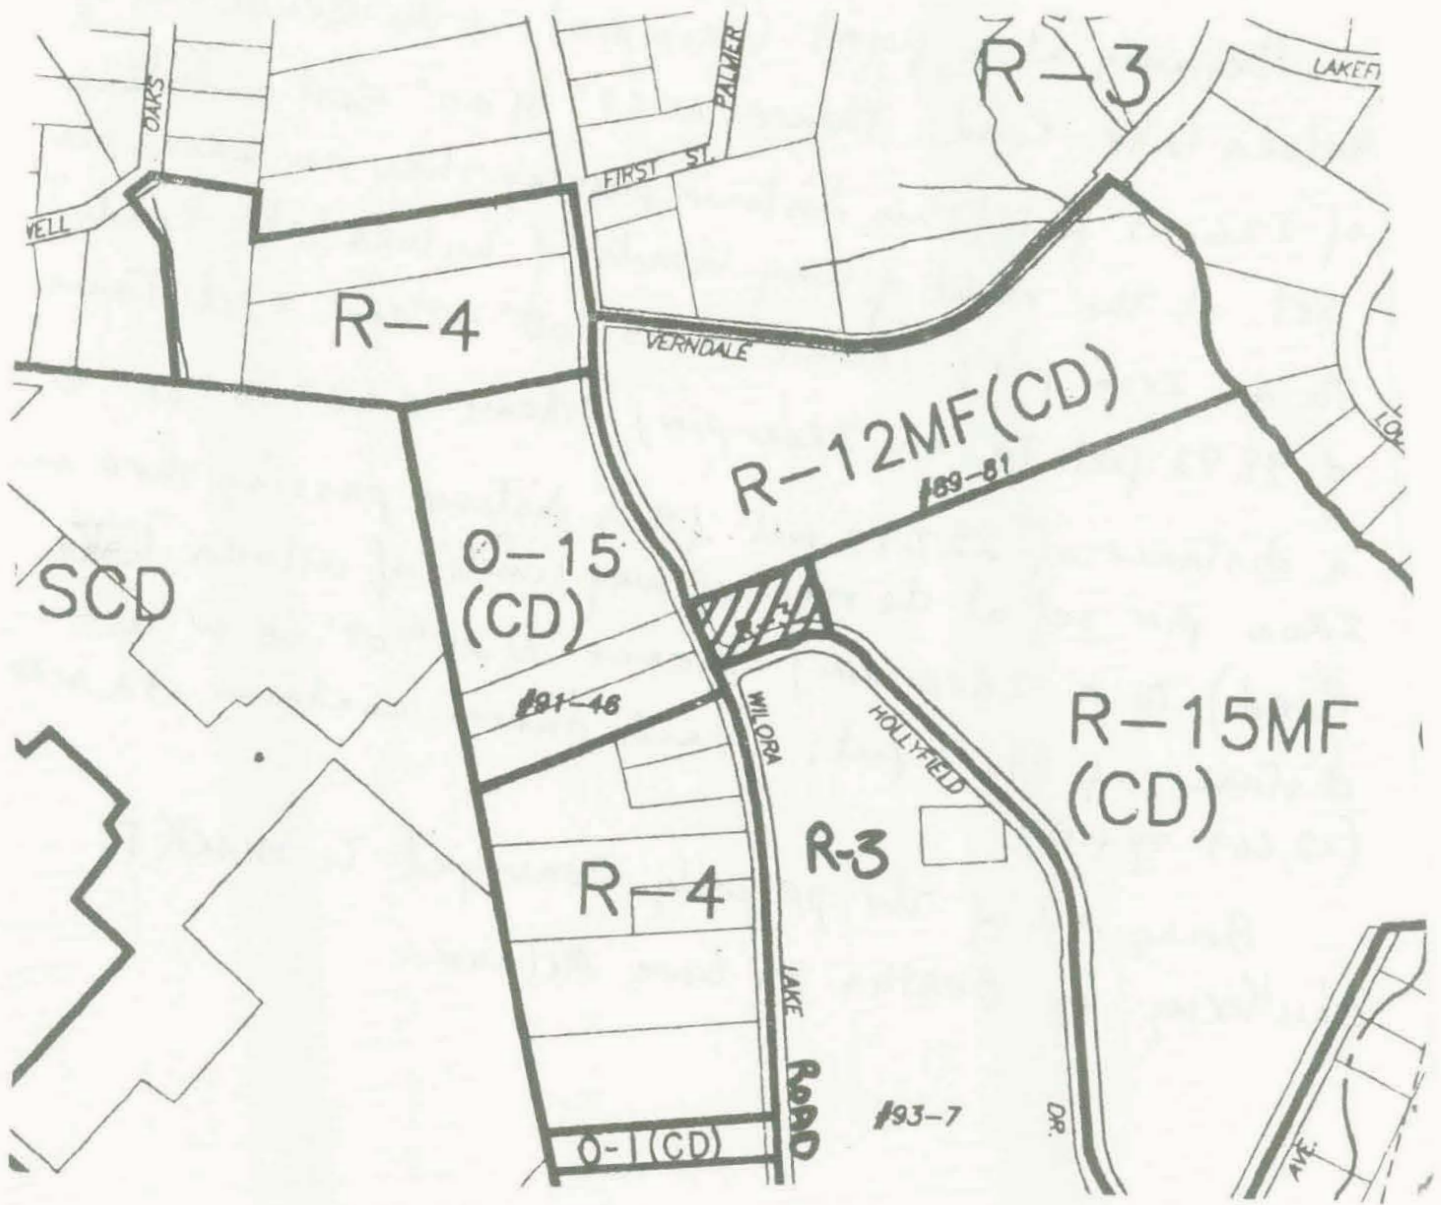 R-3
LAKEFI
OAKS
PALMER
FIRST ST.
WELL
R-4
VERNDALE
R-12MF(CD)
#89-81
O-15
(CD)
SCD
#91-46
WILORA
HOLLYFIELD
R-15MF
(CD)
R-3
R-4
LAKE
ROAD
#93-7
DR.
O-1(CD)
AVE.